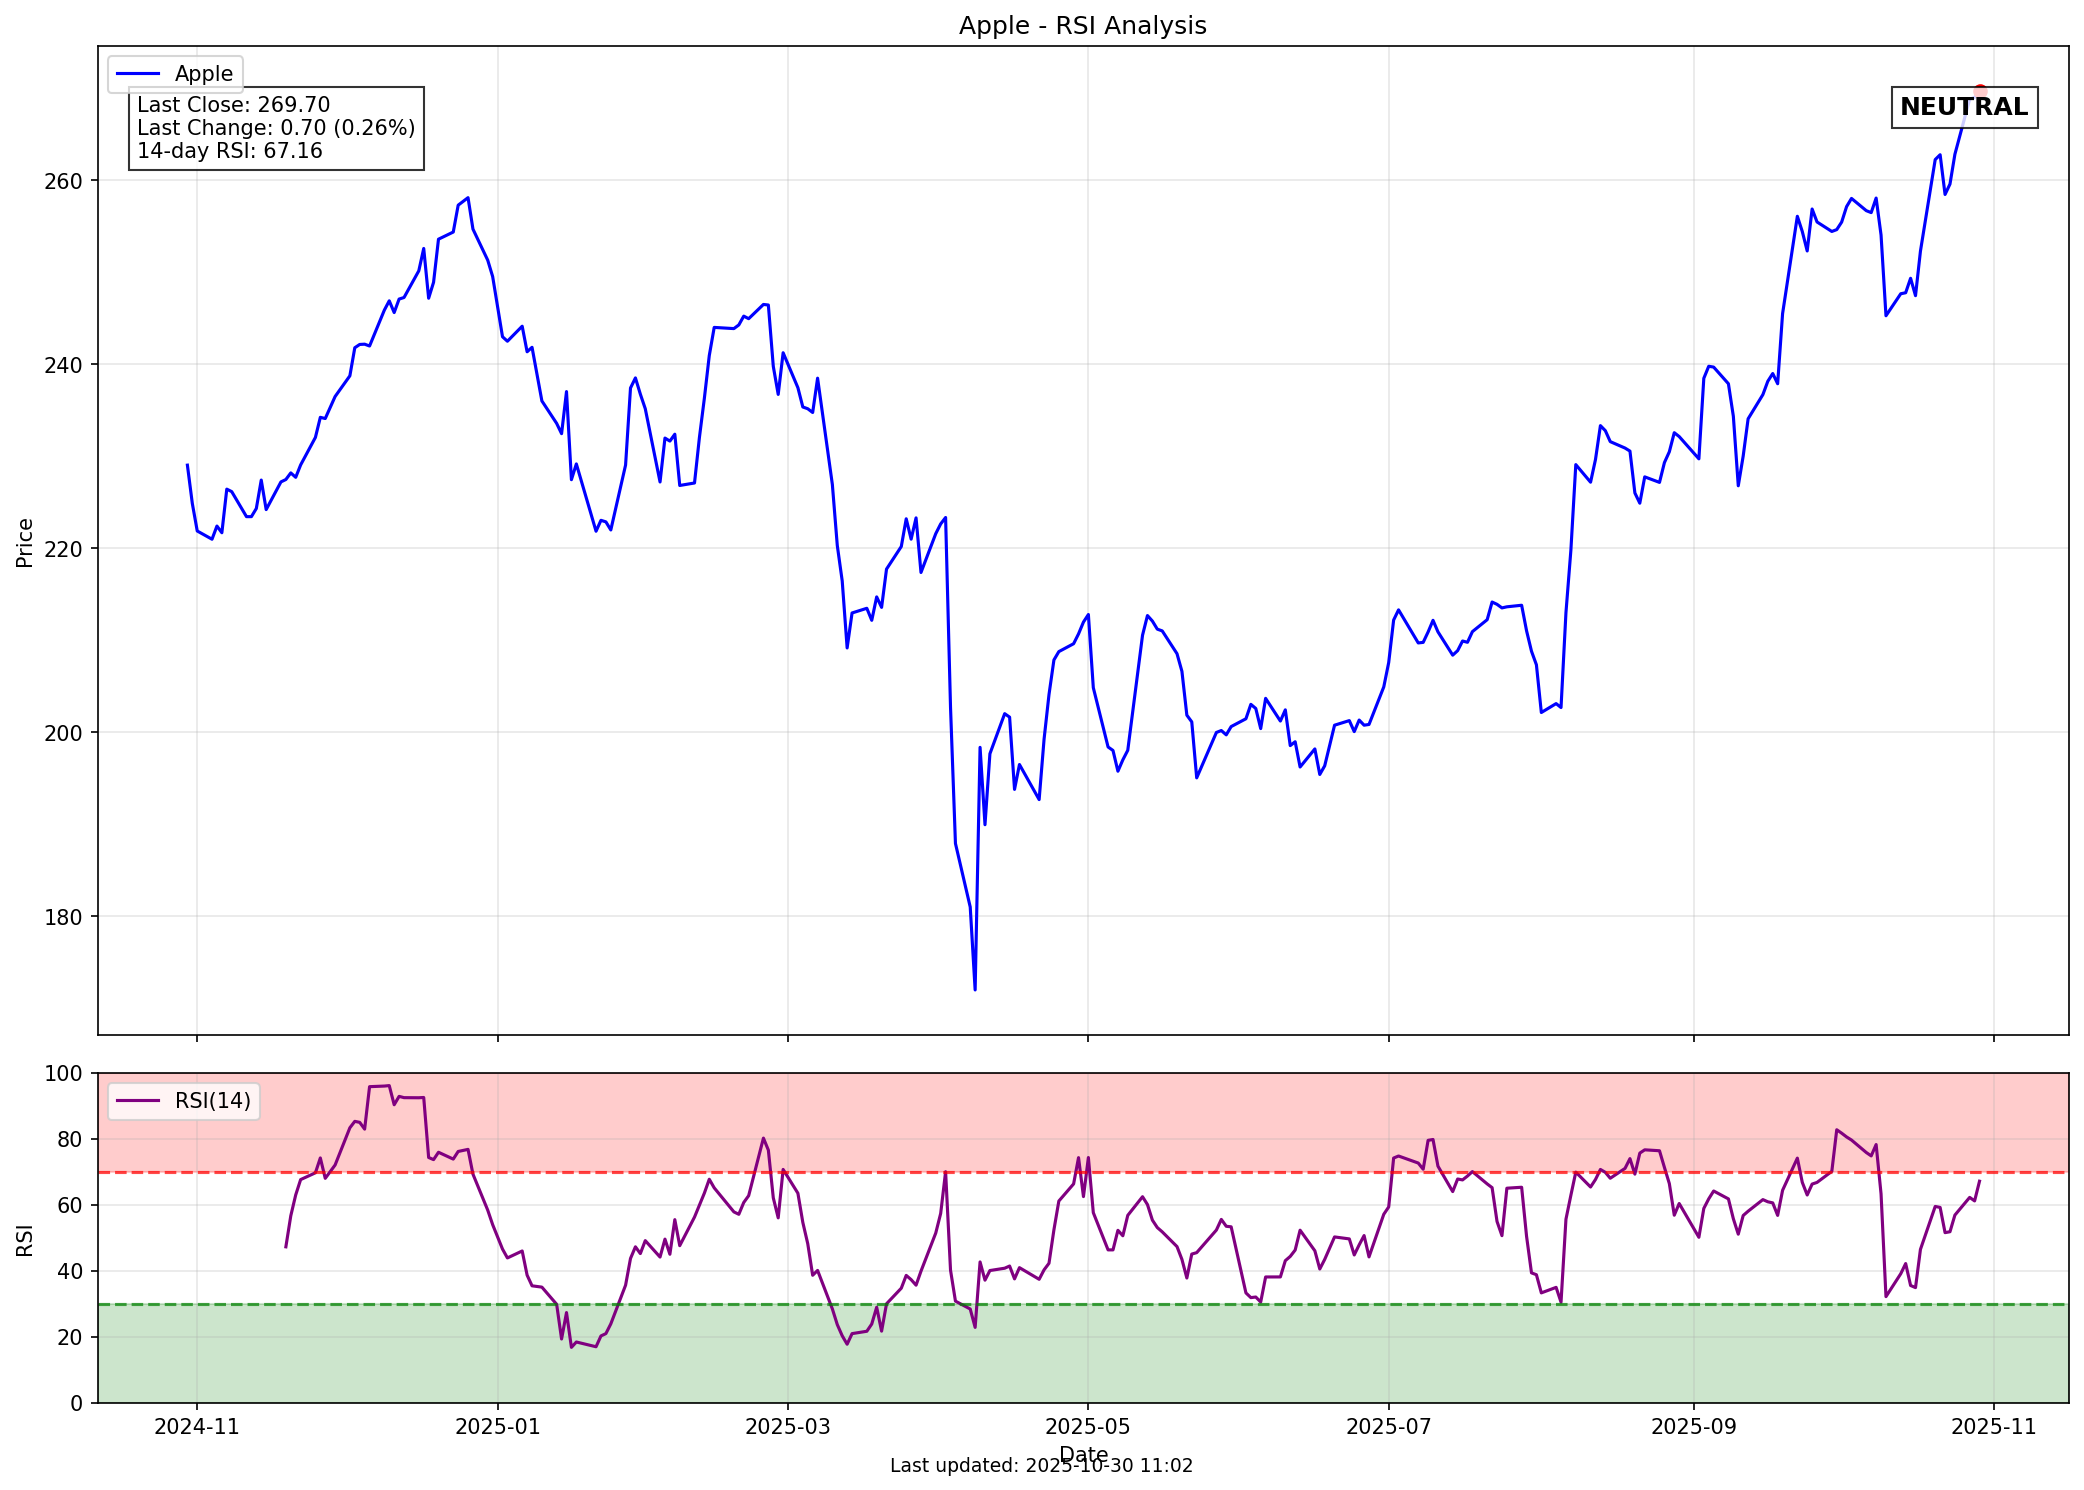 Apple - RSI Analysis
Apple
Last Close: 269.70
Last Change: 0.70 (0.26%)
14-day RSI: 67.16
NEUTRAL
260
240
220
200
180
Price
RSI(14)
100
80
60
40
20
0
RSI
2024-11
2025-01
2025-03
2025-05
2025-07
2025-09
2025-11
Date
Last updated: 2025-10-30 11:02